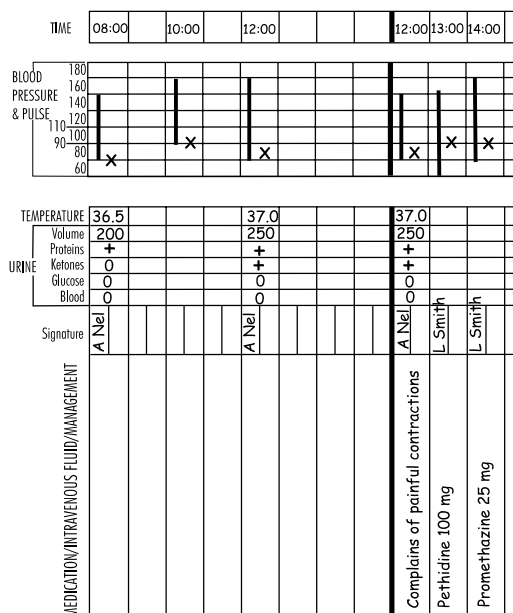 TIME 08:00 10:00 12:00 12:00 13:00 14:00
BLOOD PRESSURE & PULSE
180
160
140
120
110
100
90
80
60
TEMPERATURE 36.5 37.0 37.0
URINE
Volume 200 250 250
Proteins + + +
Ketones 0 + +
Glucose 0 0 0
Blood 0 0 0
Signature A Nel A Nel A Nel L Smith L Smith
MEDICATION/INTRAVENOUS FLUID/MANAGEMENT
Complains of painful contractions
Pethidine 100 mg
Promethazine 25 mg